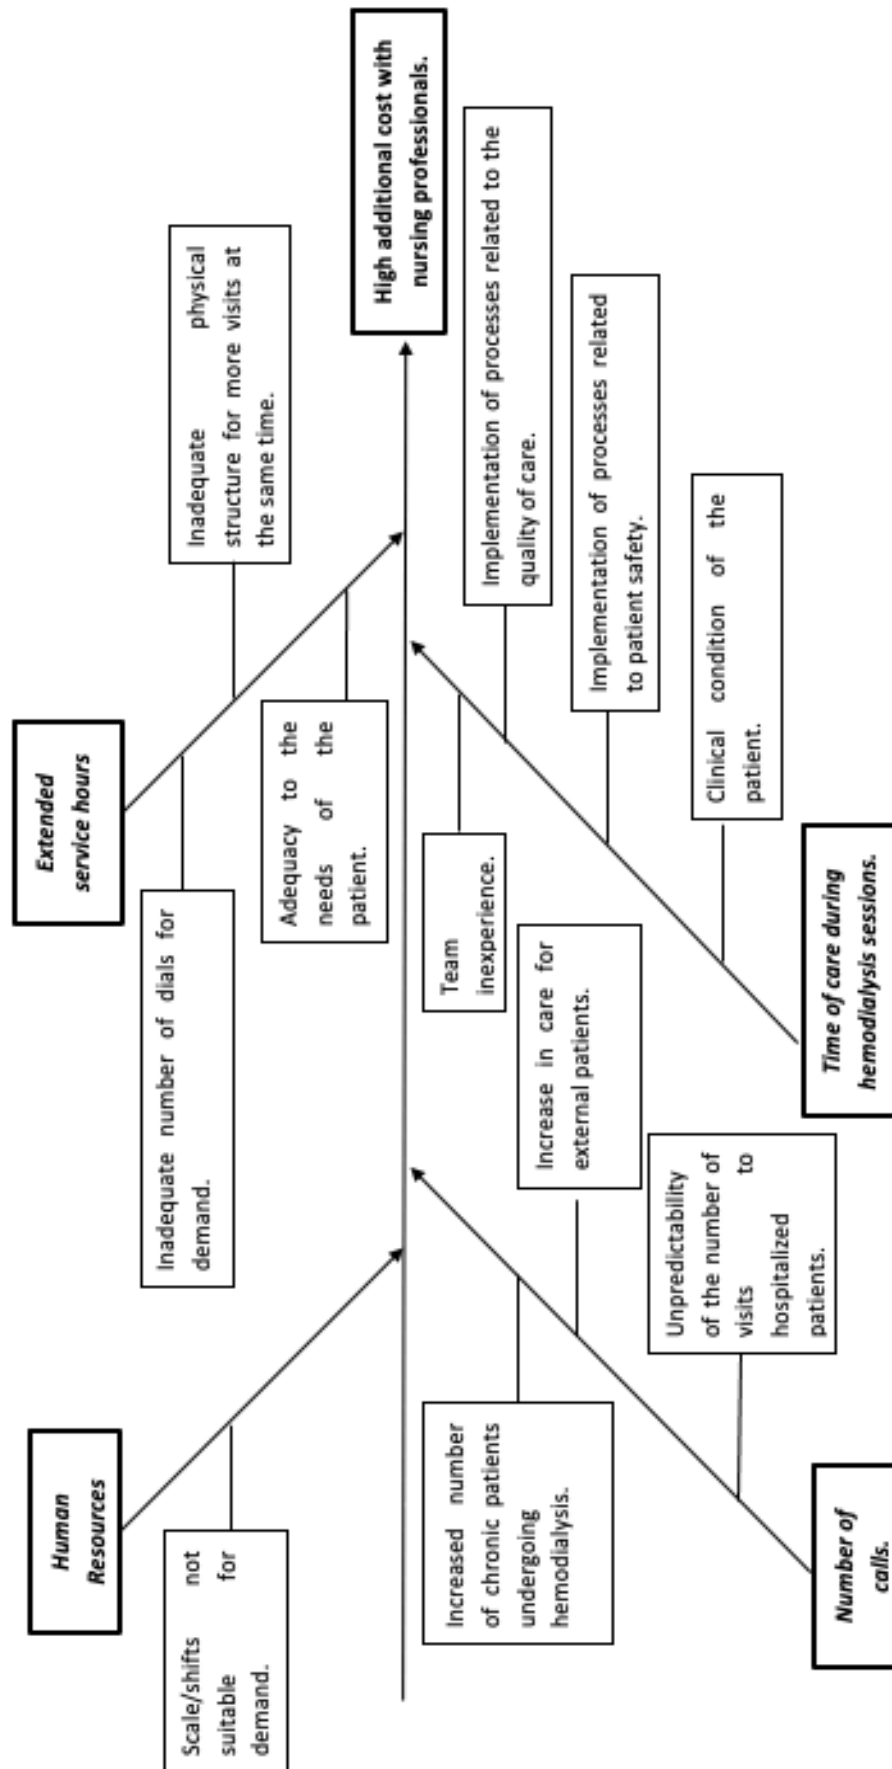 Human
Resources
Scale/shifts not
suitable for
demand.
Extended
service hours
Inadequate number of dials for
demand.
Inadequate physical
structure for more visits at
the same time.
Adequacy to the
needs of the
patient.
High additional cost with
nursing professionals.
Increased number
of chronic patients
undergoing
hemodialysis.
Increase in care for
external patients.
Unpredictability
of the number of
visits to
hospitalized
patients.
Number of
calls.
Team
inexperience.
Implementation of processes related to the
quality of care.
Implementation of processes related
to patient safety.
Clinical condition of the
patient.
Time of care during
hemodialysis sessions.